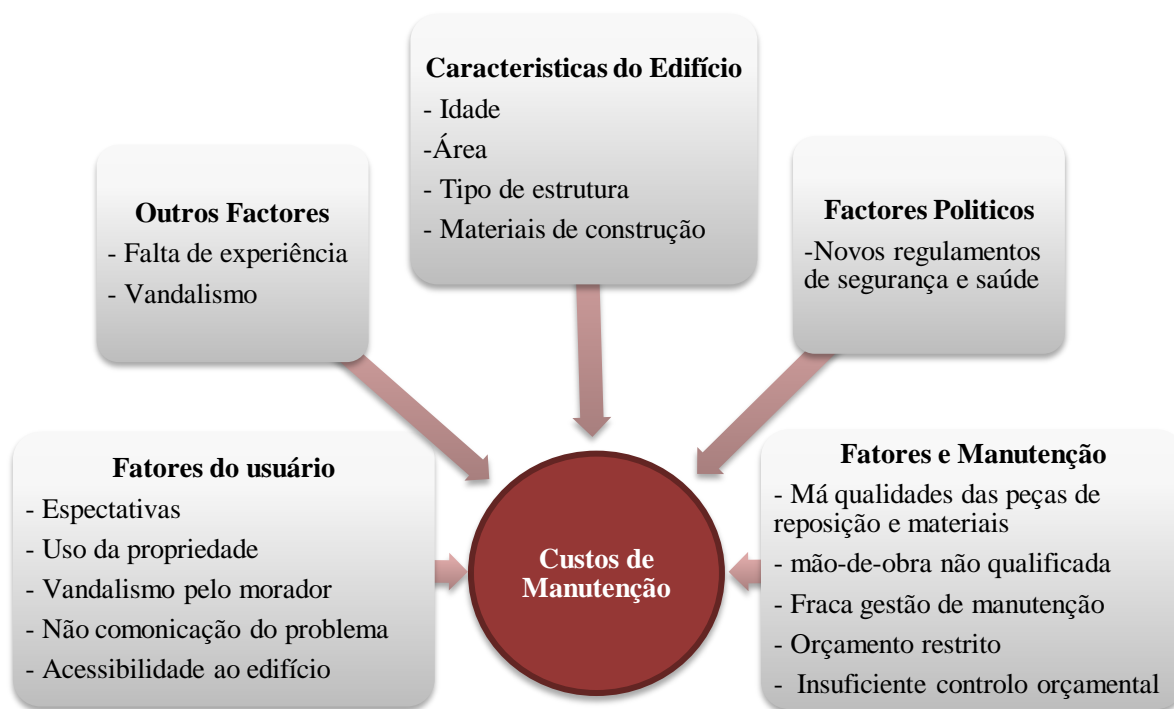 Caracteristicas do Edifício
- Idade
-Área
- Tipo de estrutura
- Materiais de construção
Outros Factores
- Falta de experiência
- Vandalismo
Factores Politicos
-Novos regulamentos
de segurança e saúde
Fatores do usuário
- Espectativas
- Uso da propriedade
- Vandalismo pelo morador
- Não comonicação do problema
- Acessibilidade ao edifício
Custos de
Manutenção
Fatores e Manutenção
- Má qualidades das peças de
reposição e materiais
- mão-de-obra não qualificada
- Fraca gestão de manutenção
- Orçamento restrito
- Insuficiente controlo orçamental